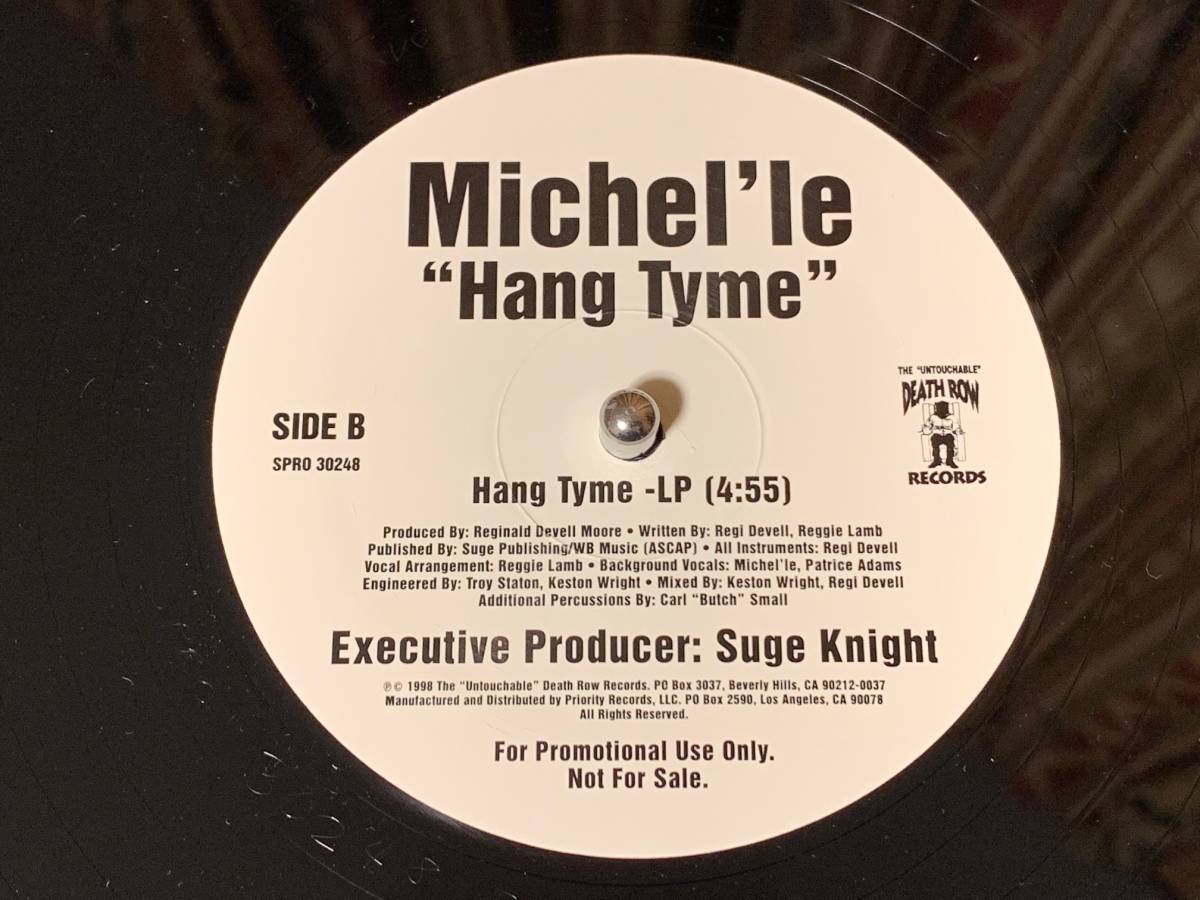 Michel’le
“Hang Tyme”
THE "UNTOUCHABLE"
DEATH ROW
RECORDS
SIDE B
SPRO 30248
Hang Tyme -LP (4:55)
Produced By: Reginald Devell Moore • Written By: Regi Devell, Reggie Lamb
Published By: Suge Publishing/WB Music (ASCAP) • All Instruments: Regi Devell
Vocal Arrangement: Reggie Lamb • Background Vocals: Michel'le, Patrice Adams
Engineered By: Troy Staton, Keston Wright • Mixed By: Keston Wright, Regi Devell
Additional Percussions By: Carl "Butch" Small
Executive Producer: Suge Knight
℗© 1998 The "Untouchable" Death Row Records. PO Box 3037, Beverly Hills, CA 90212-0037
Manufactured and Distributed by Priority Records, LLC. PO Box 2590, Los Angeles, CA 90078
All Rights Reserved.
For Promotional Use Only.
Not For Sale.